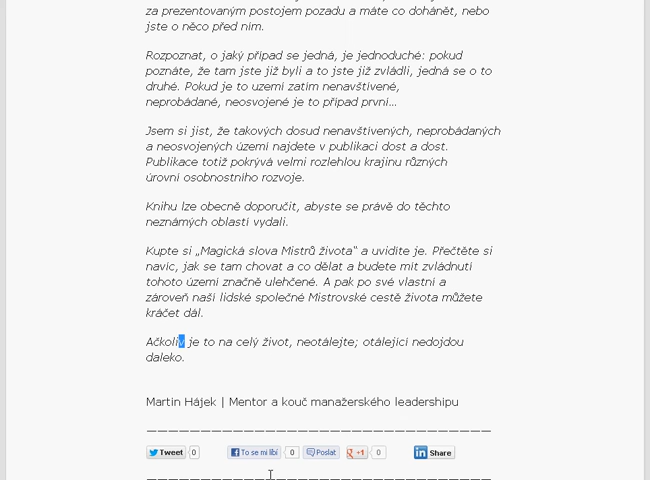 za prezentovaným postojem pozadu a máte co dohánět, nebo
jste o něco před ním.
Rozpoznat, o jaký případ se jedná, je jednoduché: pokud
poznáte, že tam jste již byli a to jste již zvládli, jedná se o to
druhé. Pokud je to uzemí zatím nenavštívené,
neprobádané, neosvojené je to případ první...
Jsem si jist, že takových dosud nenavštívených, neprobádaných
a neosvojených území najdete v publikaci dost a dost.
Publikace totiž pokrývá velmi rozlehlou krajinu různých
úrovní osobnostního rozvoje.
Knihu lze obecně doporučit, abyste se právě do těchto
neznámých oblastí vydali.
Kupte si „Magická slova Mistrů života“ a uvidíte je. Přečtěte si
navíc, jak se tam chovat a co dělat a budete mít zvládnutí
tohoto území značně ulehčené. A pak po své vlastní a
zároveň naší lidské společné Mistrovské cestě života můžete
kráčet dál.
Ačkoliv je to na celý život, neotálejte; otálející nedojdou
daleko.
Martin Hájek | Mentor a kouč manažerského leadershipu
Tweet 0 To se mi líbí 0 Poslat +1 0 in Share